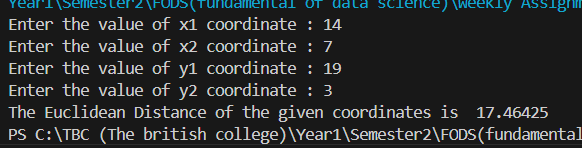 Year1\Semester2\FODS(fundamental of data science)\Weekly Assignm
Enter the value of x1 coordinate : 14
Enter the value of x2 coordinate : 7
Enter the value of y1 coordinate : 19
Enter the value of y2 coordinate : 3
The Euclidean Distance of the given coordinates is  17.46425
PS C:\TBC (The british college)\Year1\Semester2\FODS(fundamental